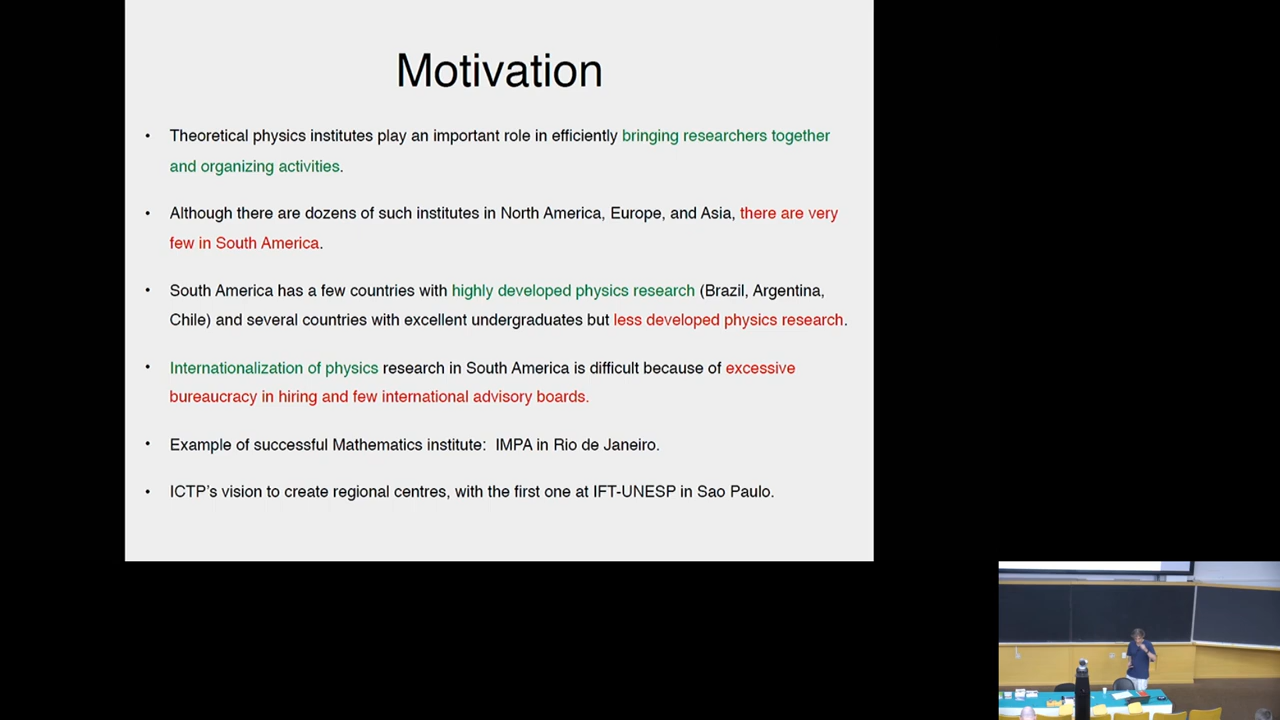 Motivation
• Theoretical physics institutes play an important role in efficiently bringing researchers together
and organizing activities.
• Although there are dozens of such institutes in North America, Europe, and Asia, there are very
few in South America.
• South America has a few countries with highly developed physics research (Brazil, Argentina,
Chile) and several countries with excellent undergraduates but less developed physics research.
• Internationalization of physics research in South America is difficult because of excessive
bureaucracy in hiring and few international advisory boards.
• Example of successful Mathematics institute:  IMPA in Rio de Janeiro.
• ICTP's vision to create regional centres, with the first one at IFT-UNESP in Sao Paulo.